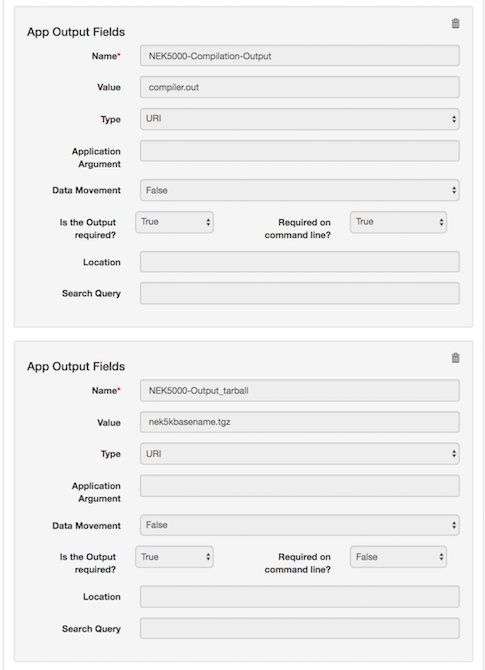 App Output Fields
Name* NEK5000-Compilation-Output
Value compiler.out
Type URI
Application
Argument
Data Movement False
Is the Output
required? True Required on
command line? True
Location
Search Query
App Output Fields
Name* NEK5000-Output_tarball
Value nek5kbasename.tgz
Type URI
Application
Argument
Data Movement False
Is the Output
required? True Required on
command line? False
Location
Search Query